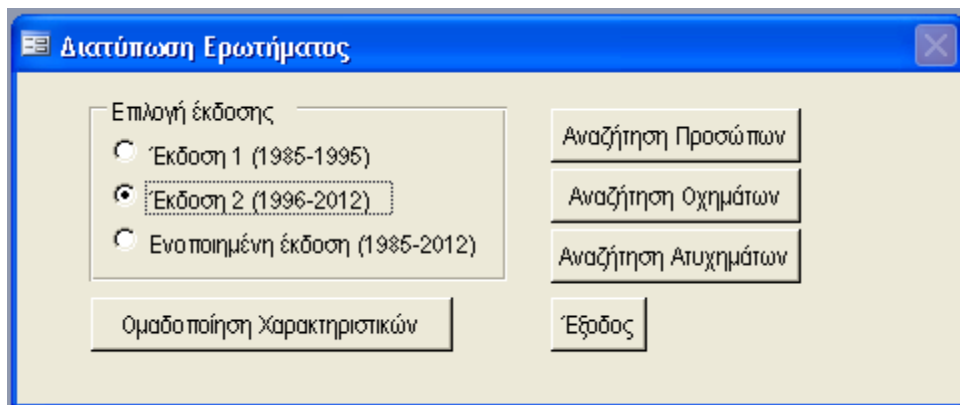 Διατύπωση Ερωτήματος
Επιλογή έκδοσης
Έκδοση 1 (1985-1995)
Έκδοση 2 (1996-2012)
Ενοποιημένη έκδοση (1985-2012)
Ομαδοποίηση Χαρακτηριστικών
Αναζήτηση Προσώπων
Αναζήτηση Οχημάτων
Αναζήτηση Ατυχημάτων
Έξοδος